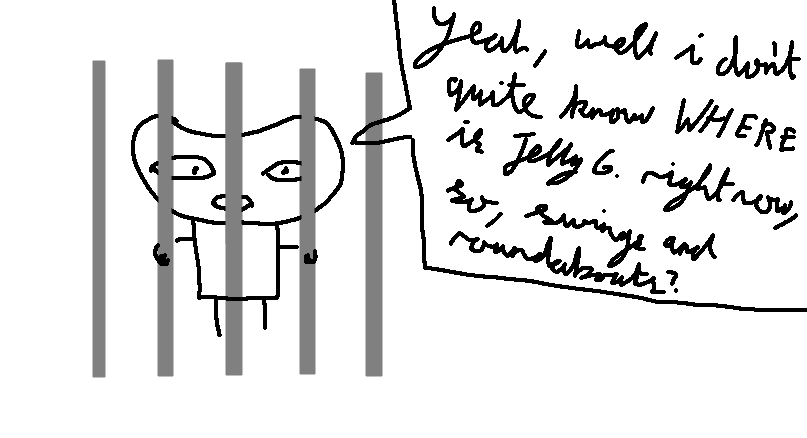 Yeah, well i don't
quite know WHERE
is Jelly G. right now,
so, swings and
roundabouts?